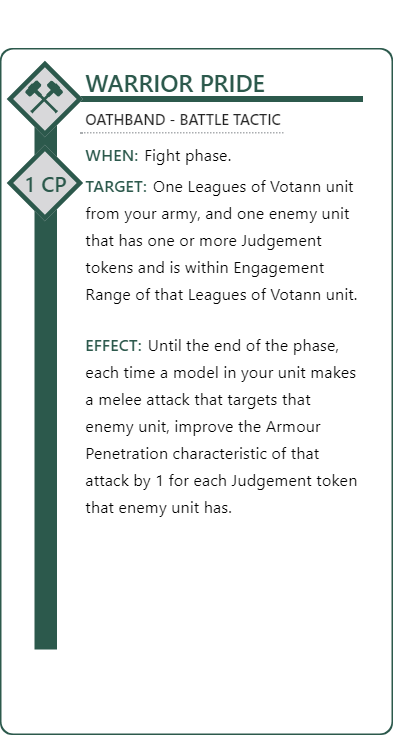 WARRIOR PRIDE
OATHBAND - BATTLE TACTIC
1 CP
WHEN: Fight phase.
TARGET: One Leagues of Votann unit
from your army, and one enemy unit
that has one or more Judgement
tokens and is within Engagement
Range of that Leagues of Votann unit.
EFFECT: Until the end of the phase,
each time a model in your unit makes
a melee attack that targets that
enemy unit, improve the Armour
Penetration characteristic of that
attack by 1 for each Judgement token
that enemy unit has.